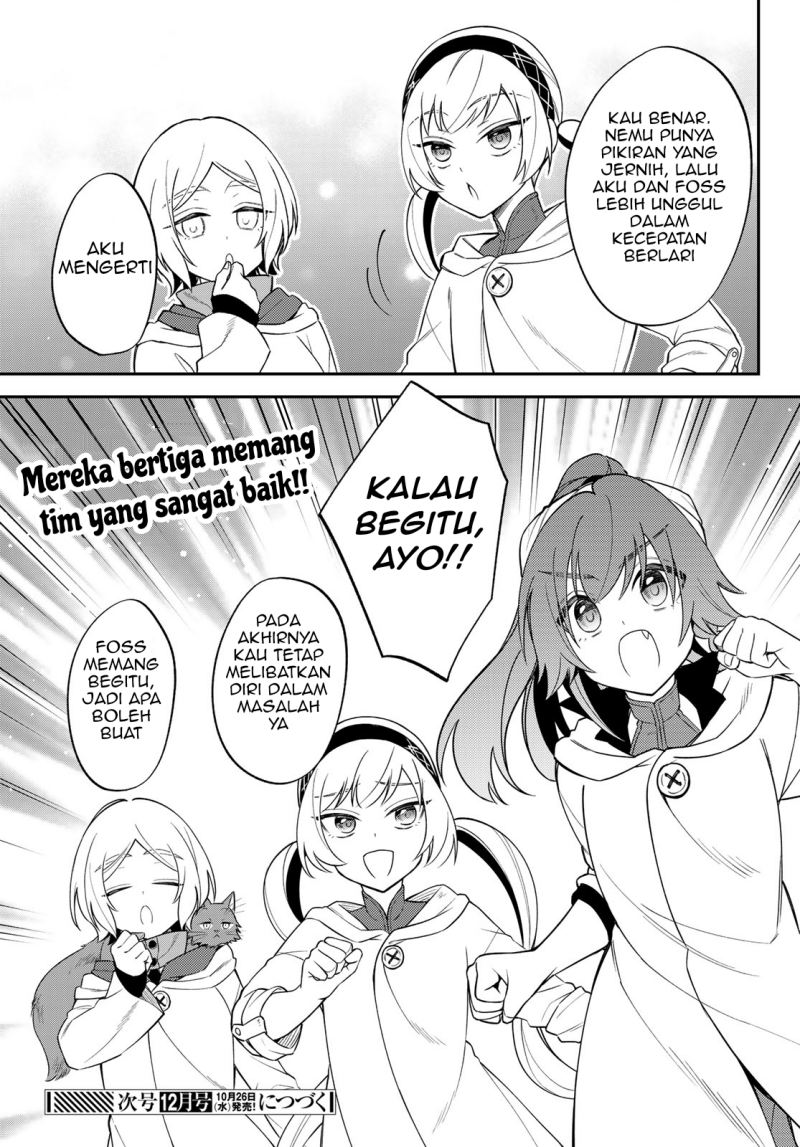 KAU BENAR.
NEMU PUNYA
PIKIRAN YANG
JERNIH, LALU
AKU DAN FOSS
LEBIH UNGGUL
DALAM
KECEPATAN
BERLARI
AKU
MENGERTI
KALAU
BEGITU,
AYO!!
Mereka bertiga memang
tim yang sangat baik!!
PADA
AKHIRNYA
KAU TETAP
MELIBATKAN
DIRI DALAM
MASALAH
YA
FOSS
MEMANG
BEGITU,
JADI APA
BOLEH
BUAT
次号12月号10月26日(水)発売!につづく